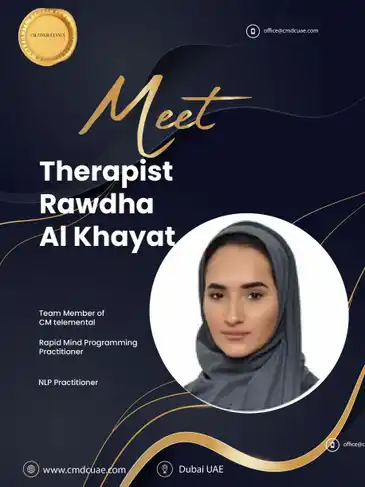 office@cmdcuae.com
Meet
Therapist
Rawdha
Al Khayat
Team Member of
CM telemental
Rapid Mind Programming
Practitioner
NLP Practitioner
www.cmdcuae.com
Dubai UAE